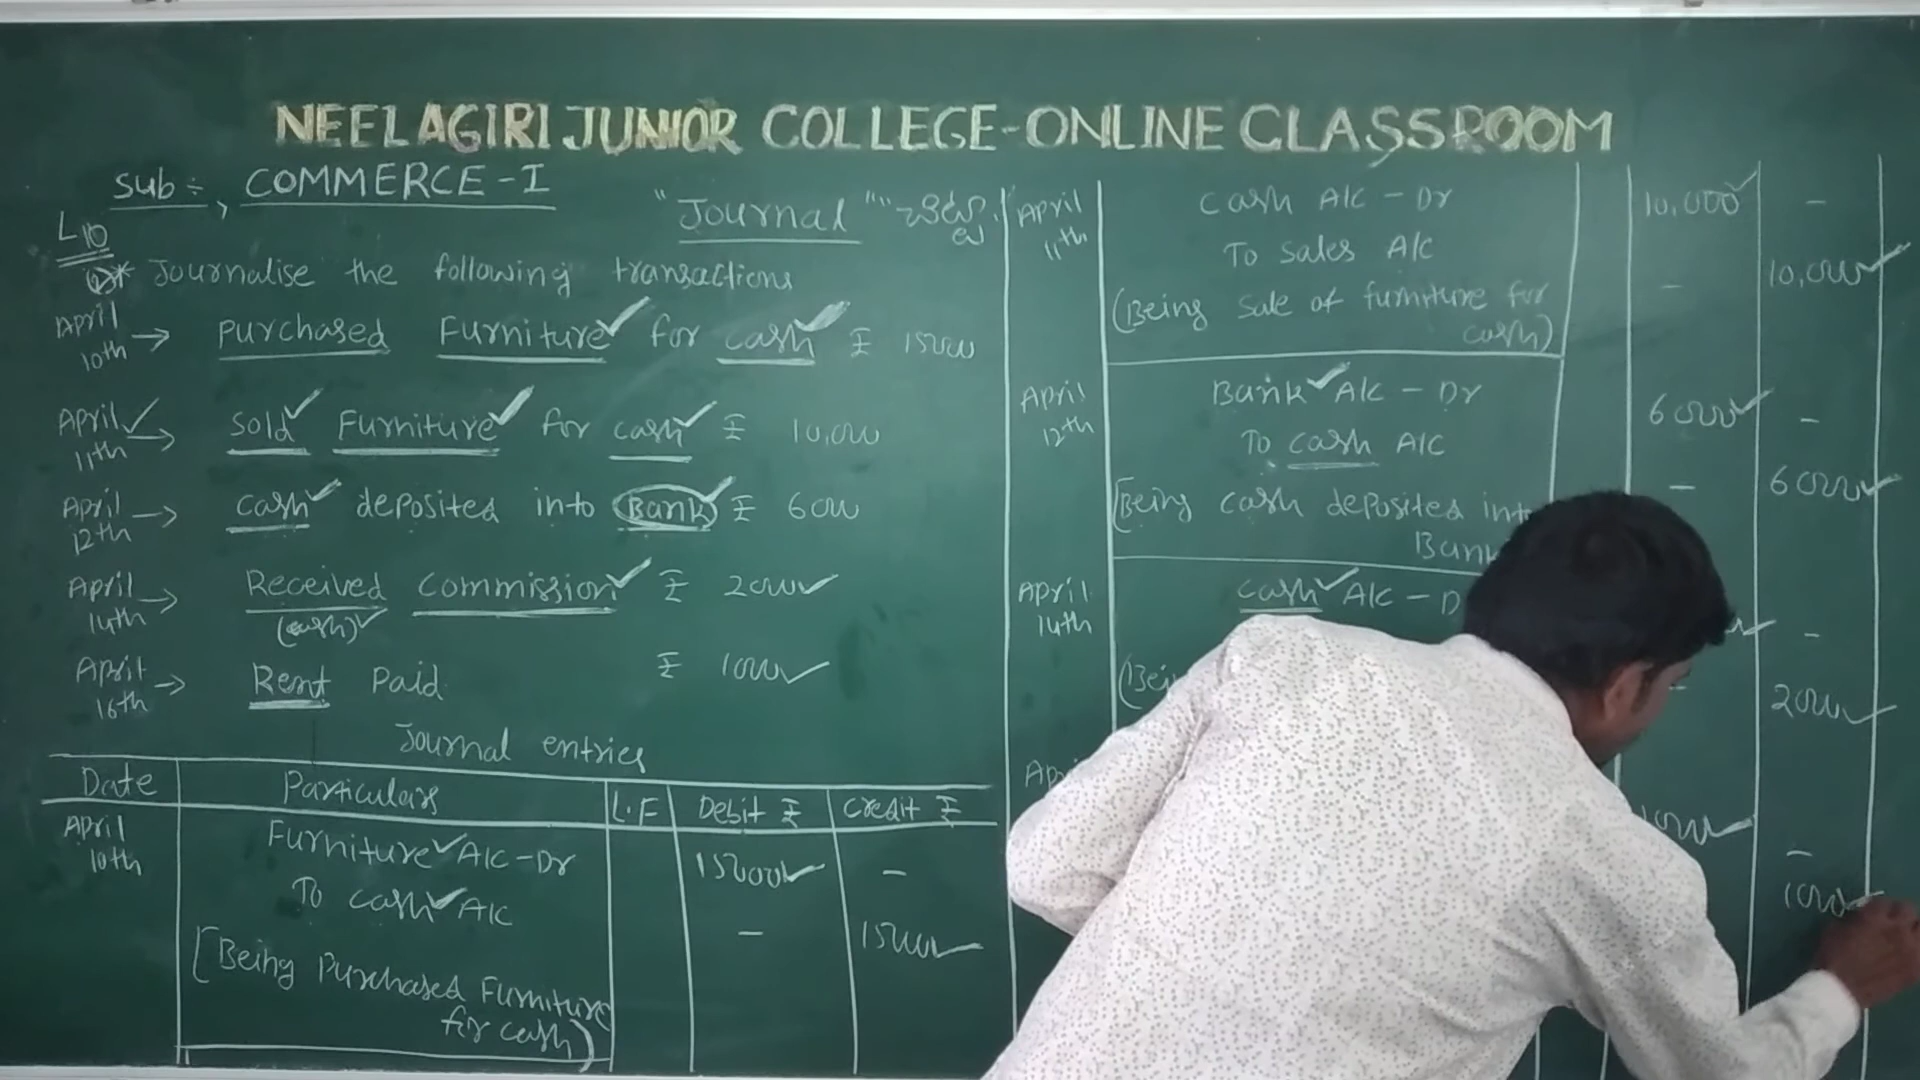 NEELAGIRI JUNIOR COLLEGE-ONLINE CLASSROOM
Sub:- COMMERCE-I
"Journal"
L10
Journalise the following transactions
April 10th → Purchased Furniture for cash ₹ 15000
April 11th → Sold Furniture for cash ₹ 10,000
April 12th → cash deposited into Bank ₹ 6000
April 14th → Received commission ₹ 2000
(cash)
April 16th → Rent Paid ₹ 1000
Journal entries
Date Particulars L.F Debit ₹ Credit ₹
April 10th Furniture A/c - Dr 15000 -
To cash A/c - 15000
[Being Purchased Furniture
for cash)
April 11th cash A/c - Dr 10,000 -
To sales A/c - 10,000
(Being sale of furniture for
cash)
April 12th Bank A/c - Dr 6000 -
To cash A/c - 6000
[Being cash deposited
Bank
April 14th cash A/c - -
- 2000
1000 -
1000